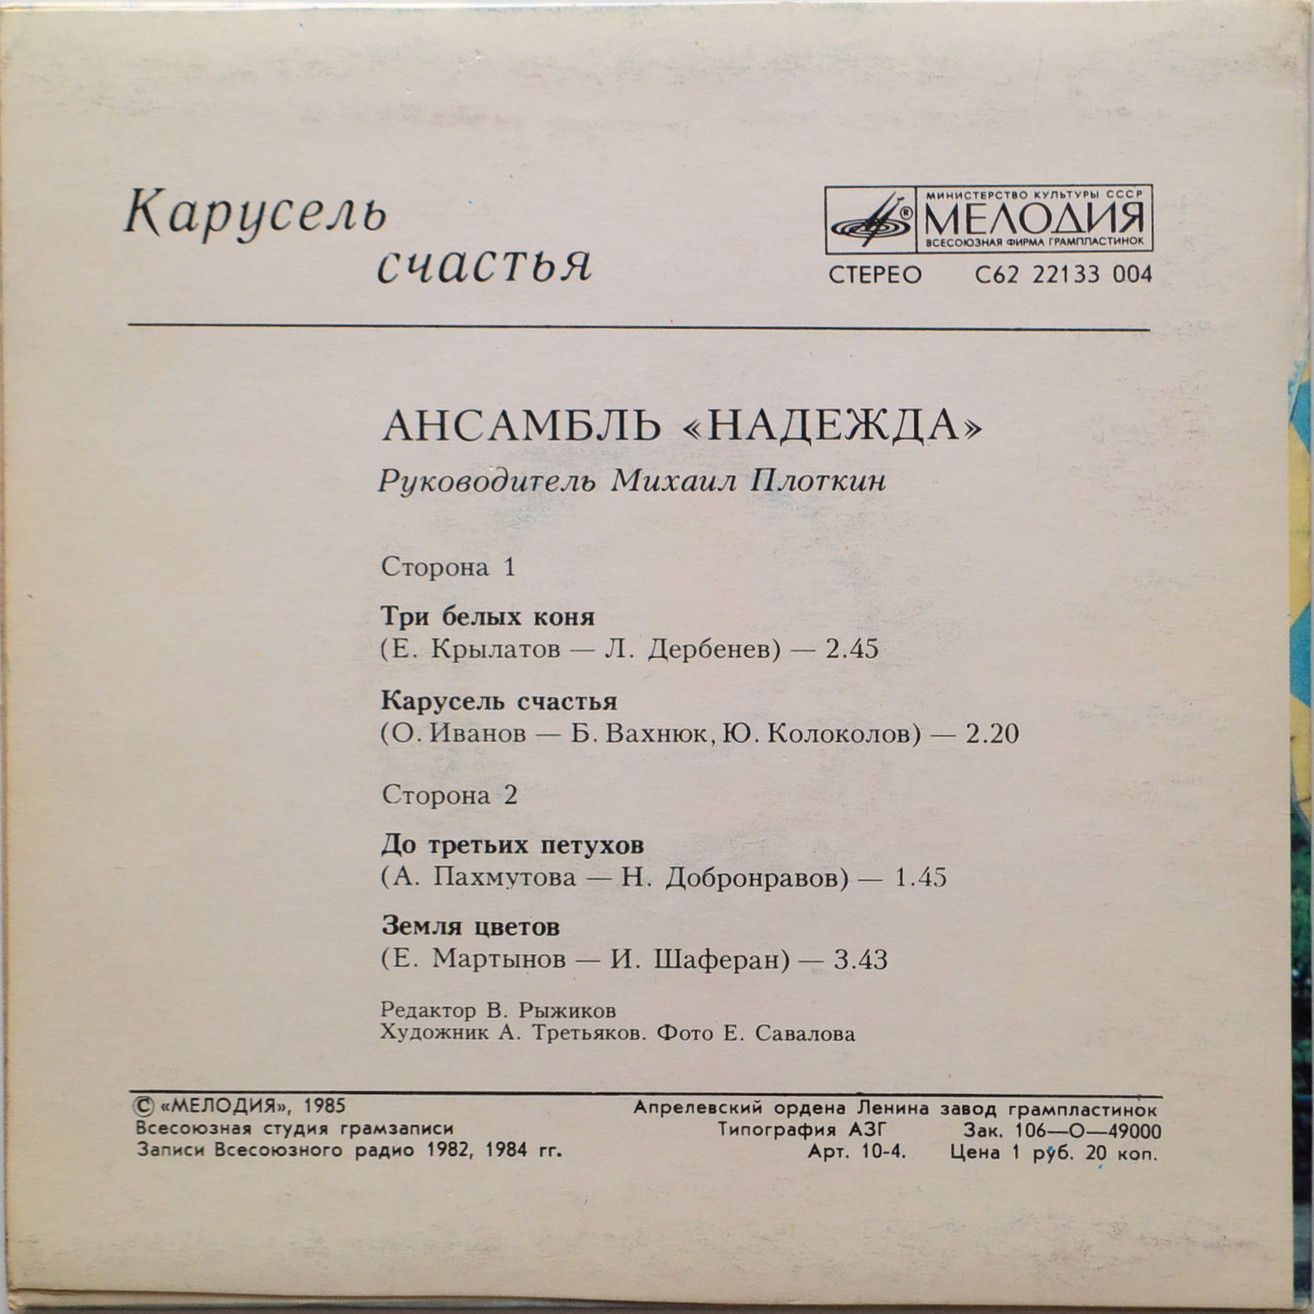 Карусель
счастья
МИНИСТЕРСТВО КУЛЬТУРЫ СССР
МЕЛОДИЯ
ВСЕСОЮЗНАЯ ФИРМА ГРАМПЛАСТИНОК
СТЕРЕО С62 22133 004
АНСАМБЛЬ «НАДЕЖДА»
Руководитель Михаил Плоткин
Сторона 1
Три белых коня
(Е. Крылатов — Л. Дербенев) — 2.45
Карусель счастья
(О. Иванов — Б. Вахнюк, Ю. Колоколов) — 2.20
Сторона 2
До третьих петухов
(А. Пахмутова — Н. Добронравов) — 1.45
Земля цветов
(Е. Мартынов — И. Шаферан) — 3.43
Редактор В. Рыжиков
Художник А. Третьяков. Фото Е. Савалова
© «МЕЛОДИЯ», 1985
Всесоюзная студия грамзаписи
Записи Всесоюзного радио 1982, 1984 гг.
Апрелевский ордена Ленина завод грампластинок
Типография АЗГ Зак. 106—О—49000
Арт. 10-4. Цена 1 руб. 20 коп.